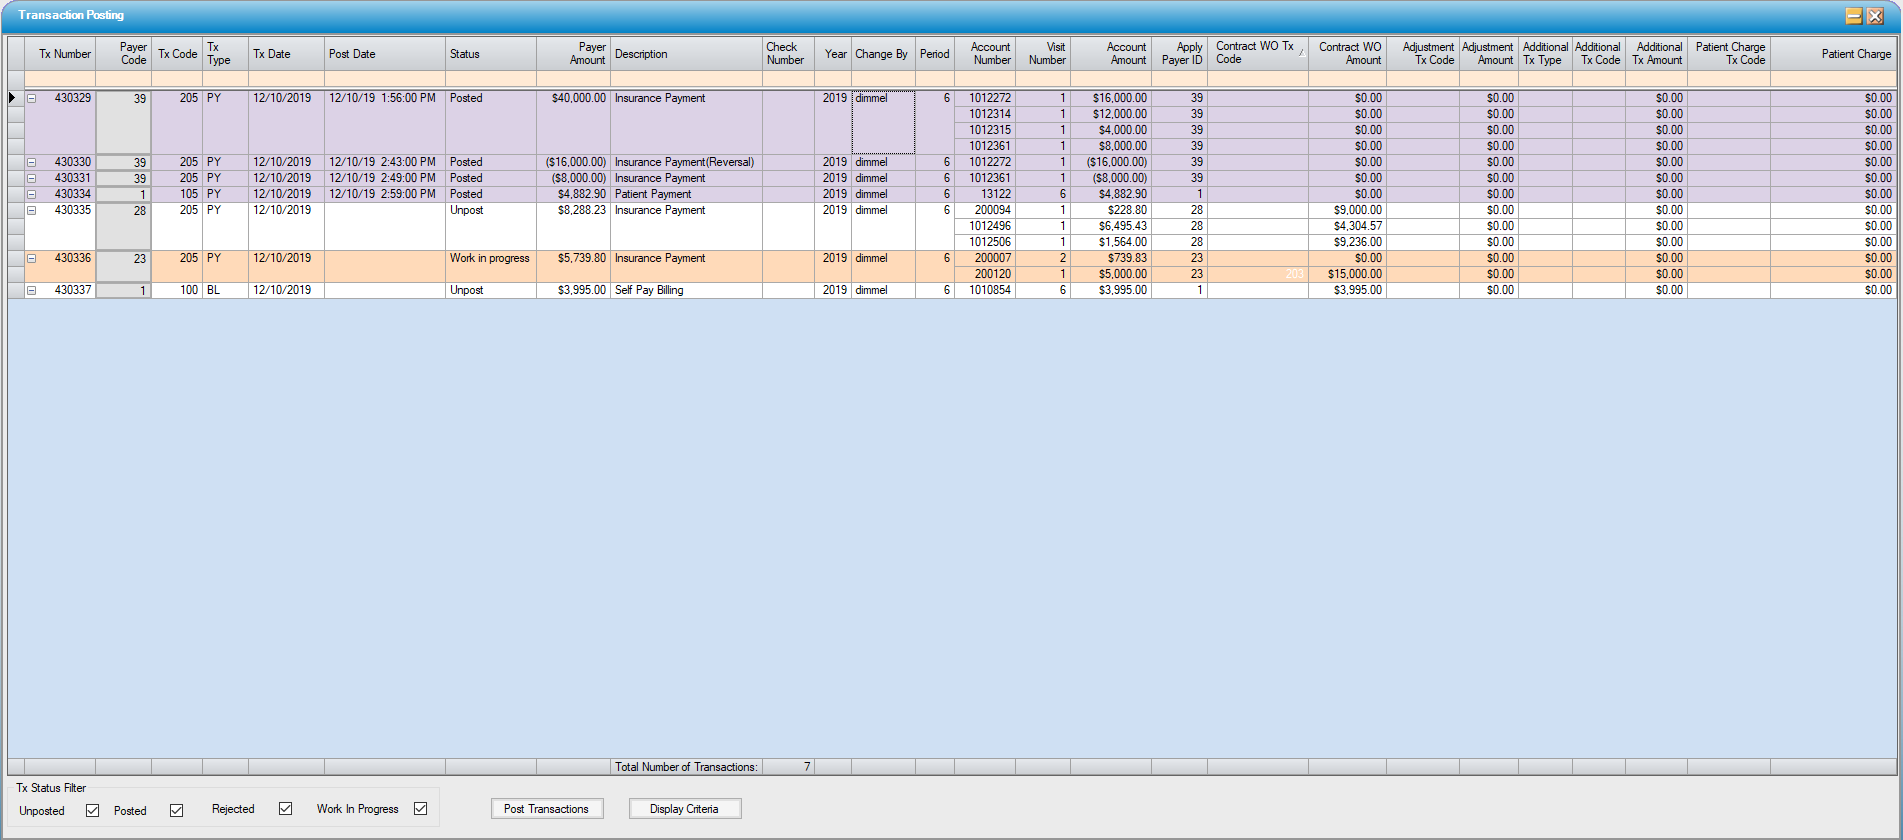 Transaction Posting
Tx Number Payer Code Tx Code Tx Type Tx Date Post Date Status Payer Amount Description Check Number Year Change By Period Account Number Visit Number Account Amount Apply Payer ID Contract WO Tx Code Contract WO Amount Adjustment Tx Code Adjustment Amount Additional Tx Type Additional Tx Code Additional Tx Amount Patient Charge Tx Code Patient Charge
430329 39 205 PY 12/10/2019 12/10/19 1:56:00 PM Posted $40,000.00 Insurance Payment 2019 dimmel 6 1012272 1 $16,000.00 39 $0.00 $0.00 $0.00 $0.00
1012314 1 $12,000.00 39 $0.00 $0.00 $0.00 $0.00
1012315 1 $4,000.00 39 $0.00 $0.00 $0.00 $0.00
1012361 1 $8,000.00 39 $0.00 $0.00 $0.00 $0.00
430330 39 205 PY 12/10/2019 12/10/19 2:43:00 PM Posted ($16,000.00) Insurance Payment(Reversal) 2019 dimmel 6 1012272 1 ($16,000.00) 39 $0.00 $0.00 $0.00 $0.00
430331 39 205 PY 12/10/2019 12/10/19 2:49:00 PM Posted ($8,000.00) Insurance Payment 2019 dimmel 6 1012361 1 ($8,000.00) 39 $0.00 $0.00 $0.00 $0.00
430334 1 105 PY 12/10/2019 12/10/19 2:59:00 PM Posted $4,882.90 Patient Payment 2019 dimmel 6 13122 6 $4,882.90 1 $0.00 $0.00 $0.00 $0.00
430335 28 205 PY 12/10/2019 Unpost $8,288.23 Insurance Payment 2019 dimmel 6 200094 1 $228.80 28 $9,000.00 $0.00 $0.00 $0.00
1012496 1 $6,495.43 28 $4,304.57 $0.00 $0.00 $0.00
1012506 1 $1,564.00 28 $9,236.00 $0.00 $0.00 $0.00
430336 23 205 PY 12/10/2019 Work in progress $5,739.80 Insurance Payment 2019 dimmel 6 200007 2 $739.83 23 $0.00 $0.00 $0.00 $0.00
200120 1 $5,000.00 23 203 $15,000.00 $0.00 $0.00 $0.00
430337 1 100 BL 12/10/2019 Unpost $3,995.00 Self Pay Billing 2019 dimmel 6 1010854 6 $3,995.00 1 $3,995.00 $0.00 $0.00 $0.00
Total Number of Transactions: 7
Tx Status Filter
Unposted Posted Rejected Work In Progress Post Transactions Display Criteria